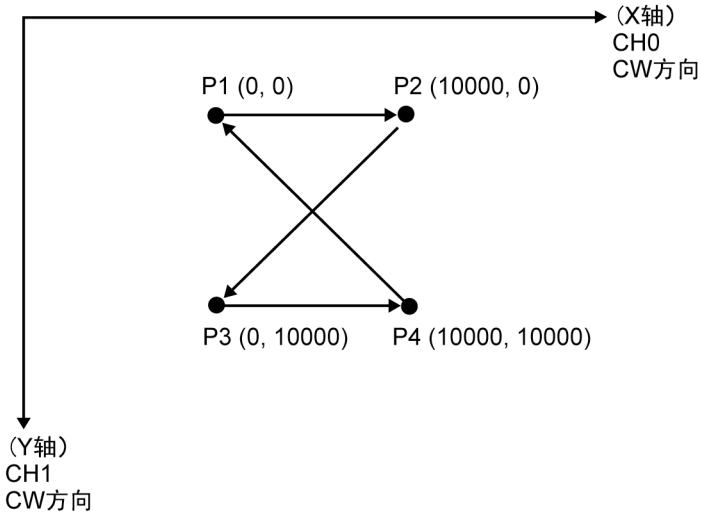 (X轴)
CH0
CW方向
P1 (0, 0)
P2 (10000, 0)
P3 (0, 10000)
P4 (10000, 10000)
(Y轴)
CH1
CW方向